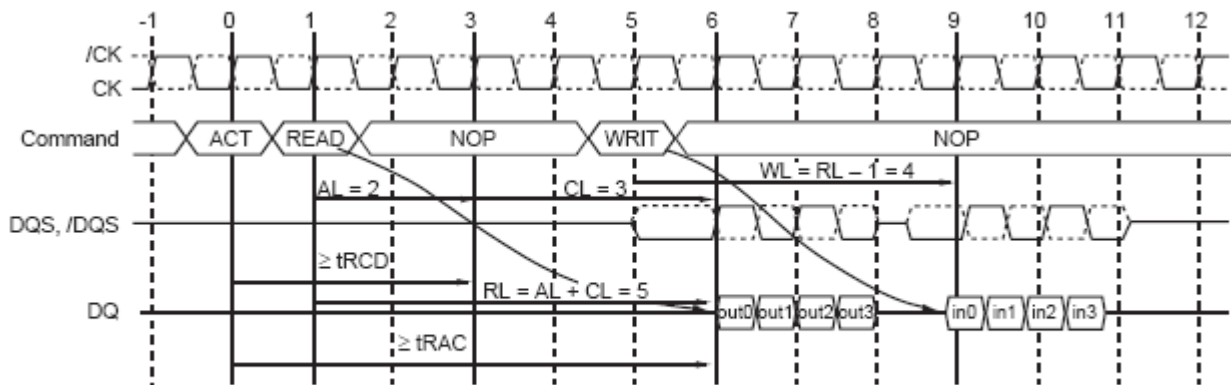 -1 0 1 2 3 4 5 6 7 8 9 10 11 12
/CK
CK
Command ACT READ NOP WRIT NOP
WL = RL – 1 = 4
AL = 2 CL = 3
DQS, /DQS
≥ tRCD
RL = AL + CL = 5
DQ out0 out1 out2 out3 in0 in1 in2 in3
≥ tRAC